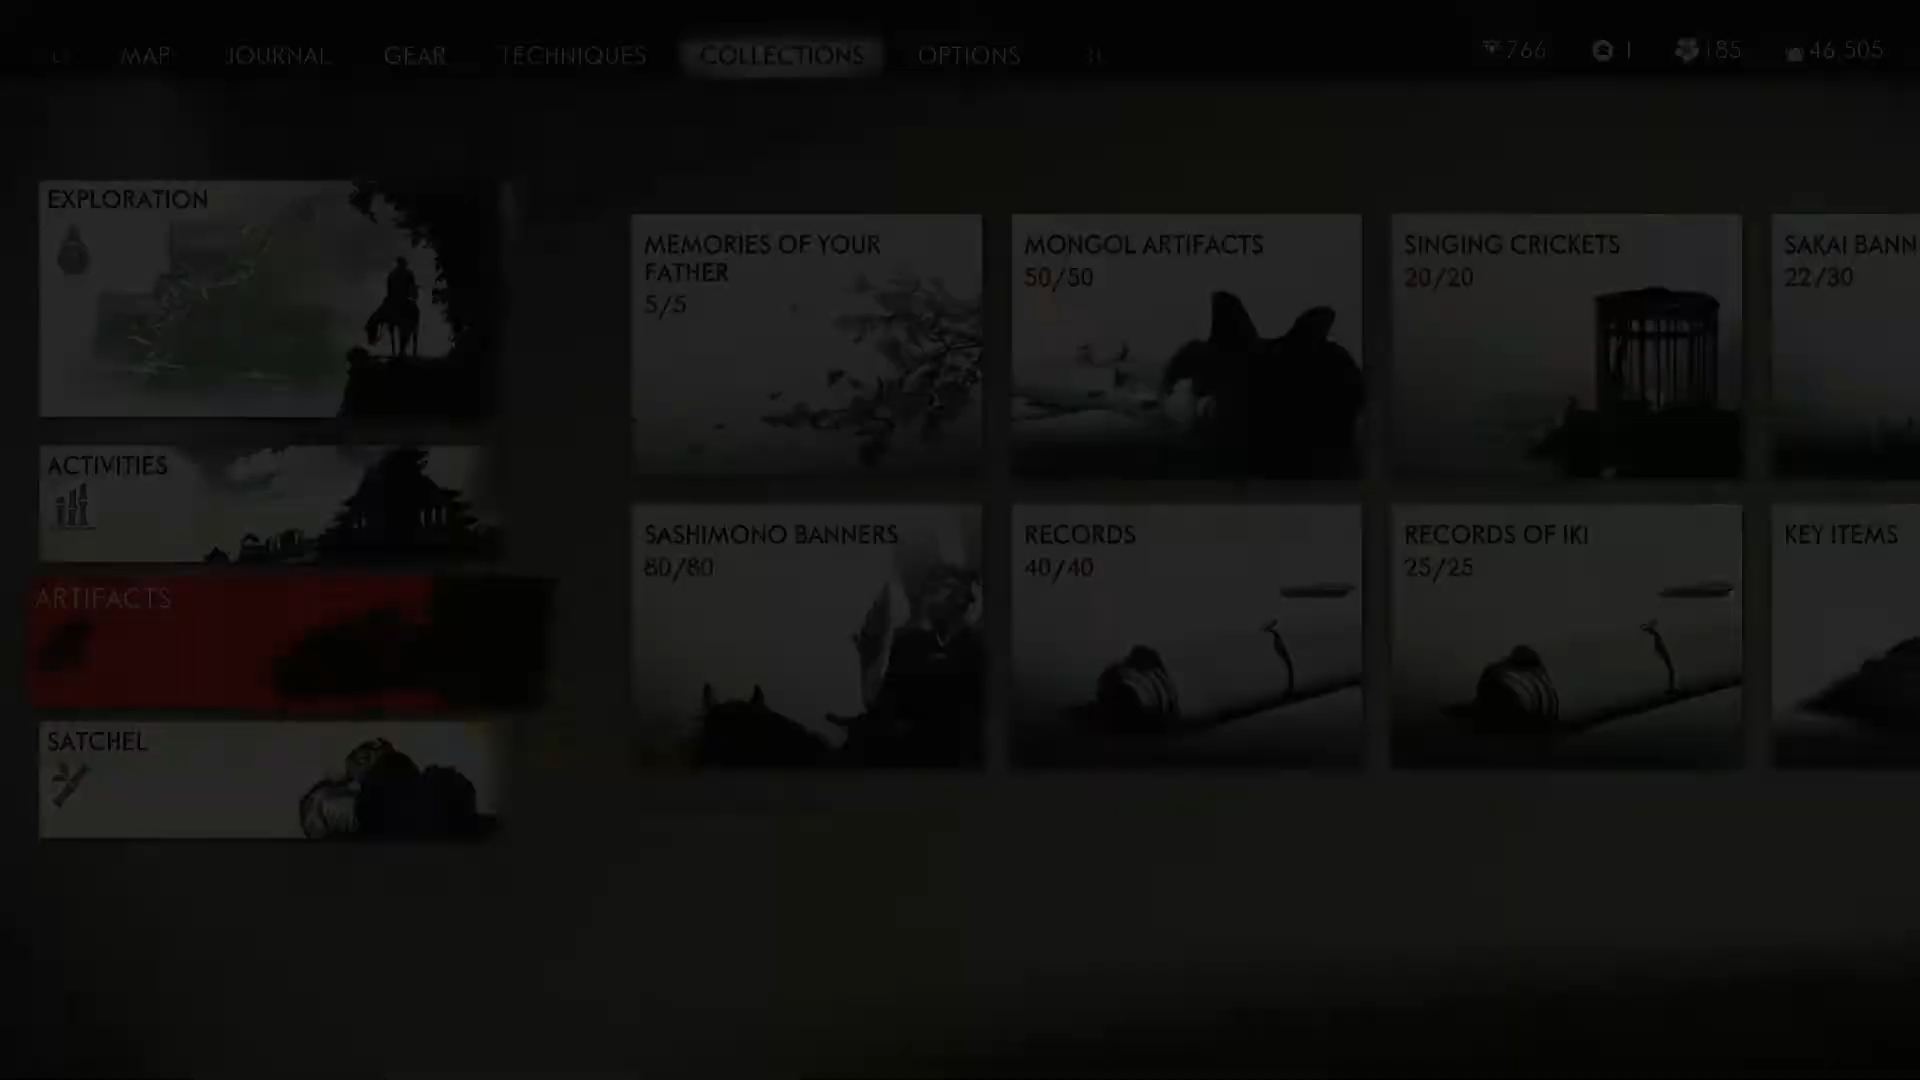 MAP JOURNAL GEAR TECHNIQUES COLLECTIONS OPTIONS 766 1 185 46,505
EXPLORATION
ACTIVITIES
ARTIFACTS
SATCHEL
MEMORIES OF YOUR
FATHER
5/5
MONGOL ARTIFACTS
50/50
SINGING CRICKETS
20/20
SAKAI BANN
22/30
SASHIMONO BANNERS
80/80
RECORDS
40/40
RECORDS OF IKI
25/25
KEY ITEMS